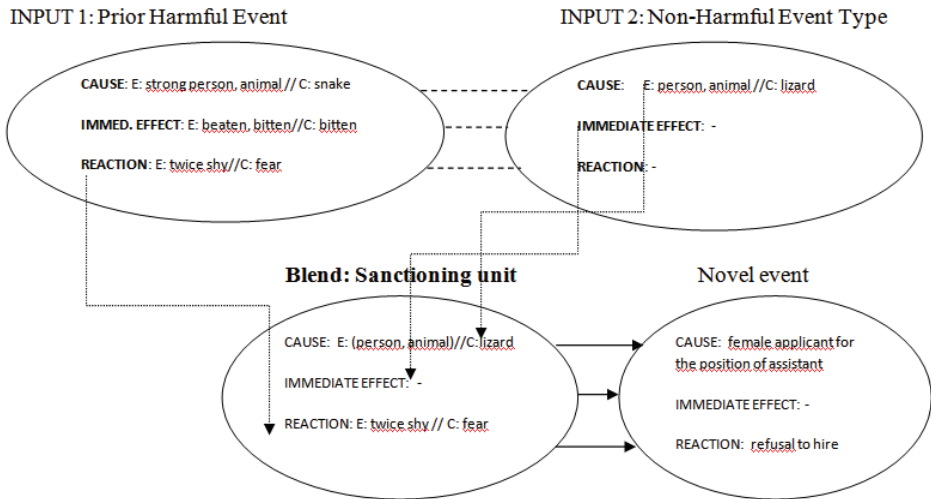 INPUT 1: Prior Harmful Event
INPUT 2: Non-Harmful Event Type
CAUSE: E: strong person, animal // C: snake
IMMED. EFFECT: E: beaten, bitten//C: bitten
REACTION: E: twice shy//C: fear
CAUSE: E: person, animal //C: lizard
IMMEDIATE EFFECT: -
REACTION: -
Blend: Sanctioning unit
Novel event
CAUSE: E: (person, animal)//C: lizard
IMMEDIATE EFFECT: -
REACTION: E: twice shy // C: fear
CAUSE: female applicant for
the position of assistant
IMMEDIATE EFFECT: -
REACTION: refusal to hire